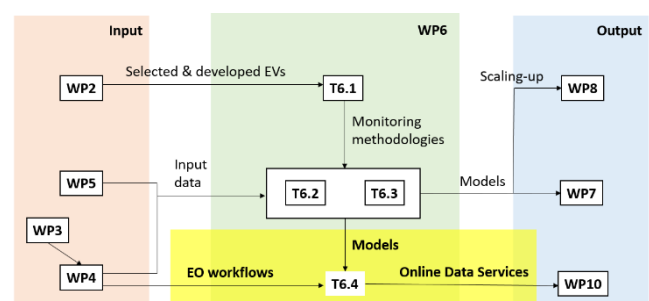 Input
WP6
Output
WP2
Selected & developed EVs
T6.1
Scaling-up
WP8
Monitoring
methodologies
WP5
Input
data
T6.2
T6.3
Models
WP7
WP3
Models
WP4
EO workflows
T6.4
Online Data Services
WP10